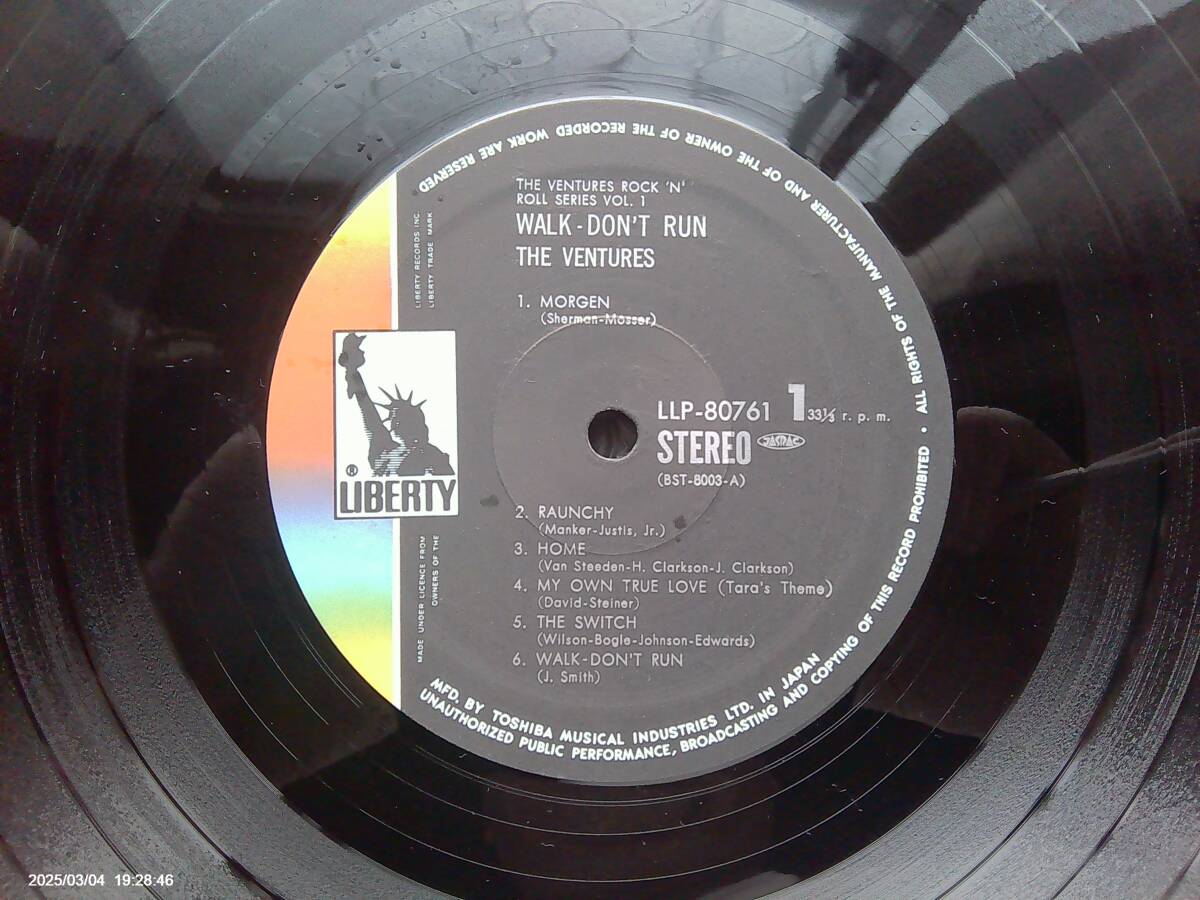 THE VENTURES ROCK 'N'
ROLL SERIES VOL. 1
WALK-DON'T RUN
THE VENTURES
1. MORGEN
(Sherman-Mosser)
LLP-80761 1 33⅓ r. p. m.
STEREO JASRAC
(BST-8003-A)
2. RAUNCHY
(Manker-Justis, Jr.)
3. HOME
(Van Steeden-H. Clarkson-J. Clarkson)
4. MY OWN TRUE LOVE (Tara's Theme)
(David-Steiner)
5. THE SWITCH
(Wilson-Bogle-Johnson-Edwards)
6. WALK-DON'T RUN
(J. Smith)
® LIBERTY
LIBERTY RECORDS INC.
LIBERTY TRADE MARK
MADE UNDER LICENCE FROM
OWNERS OF THE
MFD. BY TOSHIBA MUSICAL INDUSTRIES LTD. IN JAPAN
UNAUTHORIZED PUBLIC PERFORMANCE, BROADCASTING AND COPYING OF THIS RECORD PROHIBITED • ALL RIGHTS OF THE MANUFACTURER AND OF THE OWNER OF THE RECORDED WORK ARE RESERVED
2025/03/04 19:28:46